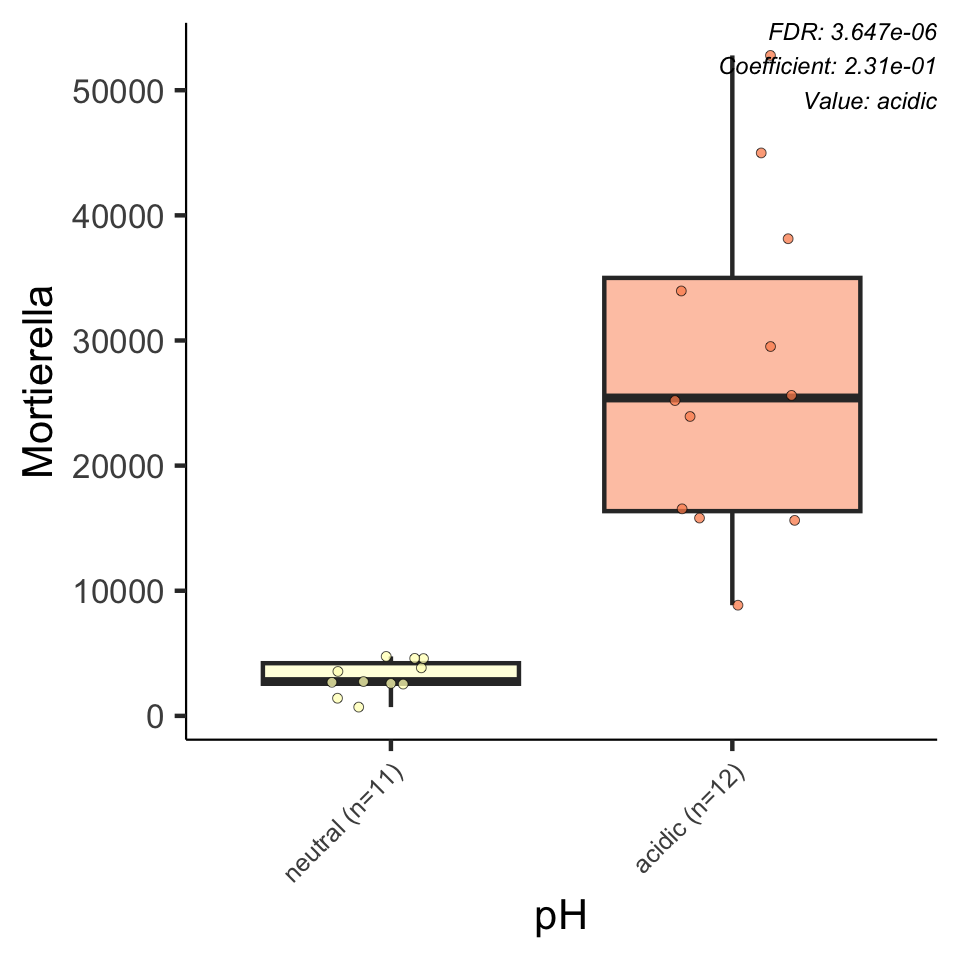 FDR: 3.647e-06
Coefficient: 2.31e-01
Value: acidic
50000
40000
30000
20000
10000
0
Mortierella
neutral (n=11)
acidic (n=12)
pH